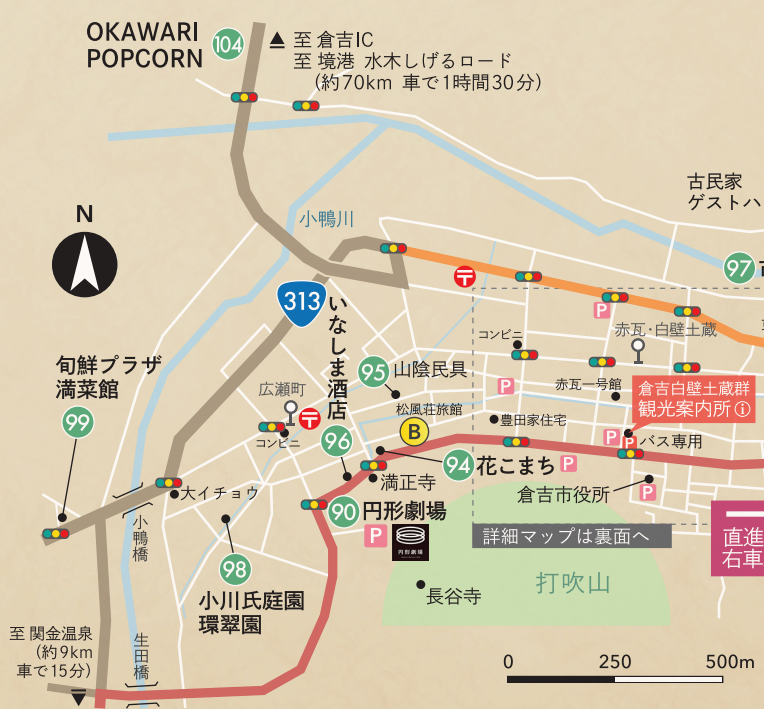 OKAWARI
POPCORN
104
至 倉吉IC
至 境港 水木しげるロード
(約70km 車で1時間30分)
古民家
ゲストハ
N
小鴨川
97
313
〒
P
コンビニ
赤瓦・白壁土蔵
いなしま酒店
旬鮮プラザ
満菜館
99
95
山陰民具
広瀬町
〒
松風荘旅館
B
P
赤瓦一号館
倉吉白壁土蔵群
観光案内所ⓘ
豊田家住宅
P
P
バス専用
コンビニ
96
94
花こまち
P
満正寺
大イチョウ
90
円形劇場
P
円形劇場
倉吉市役所
P
小鴨橋
98
小川氏庭園
環翠園
詳細マップは裏面へ
直進
右車
打吹山
長谷寺
至 関金温泉
(約9km
車で15分)
生田橋
0
250
500m